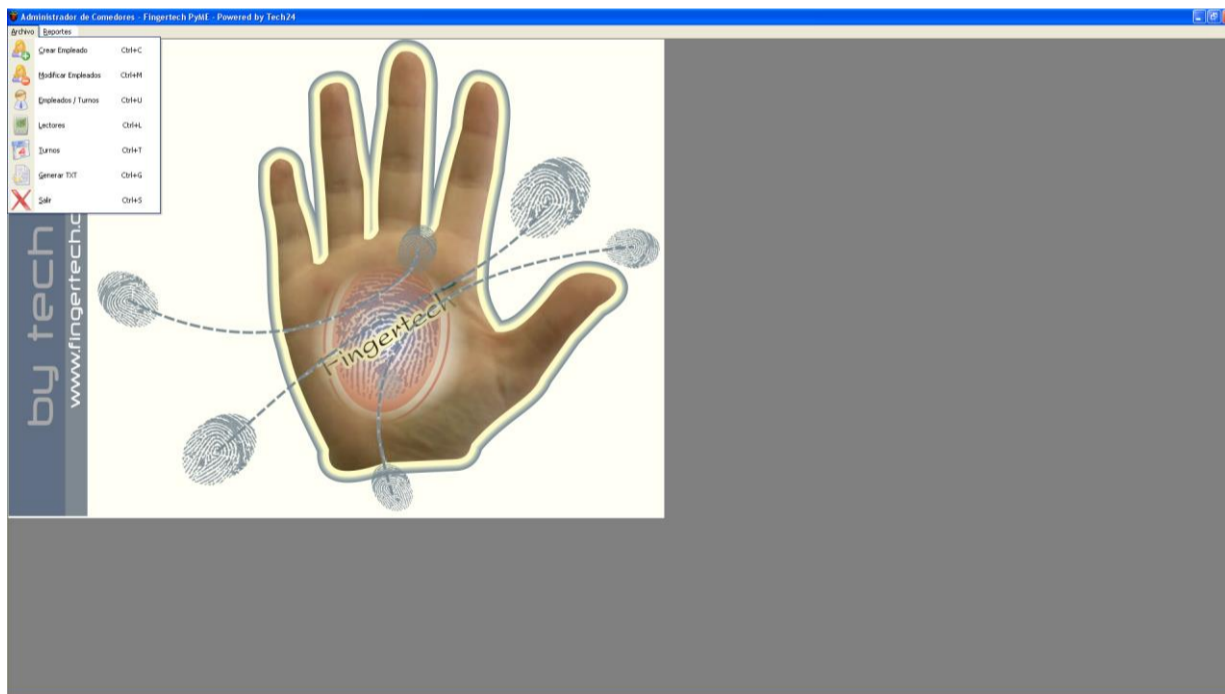 Administrador de Comedores - Fingertech PyME - Powered by Tech24
Archivo Reportes
Crear Empleado Ctrl+C
Modificar Empleados Ctrl+M
Empleados / Turnos Ctrl+U
Lectores Ctrl+L
Turnos Ctrl+T
Generar TXT Ctrl+G
Salir Ctrl+S
by tech
www.fingertech.c
Fingertech